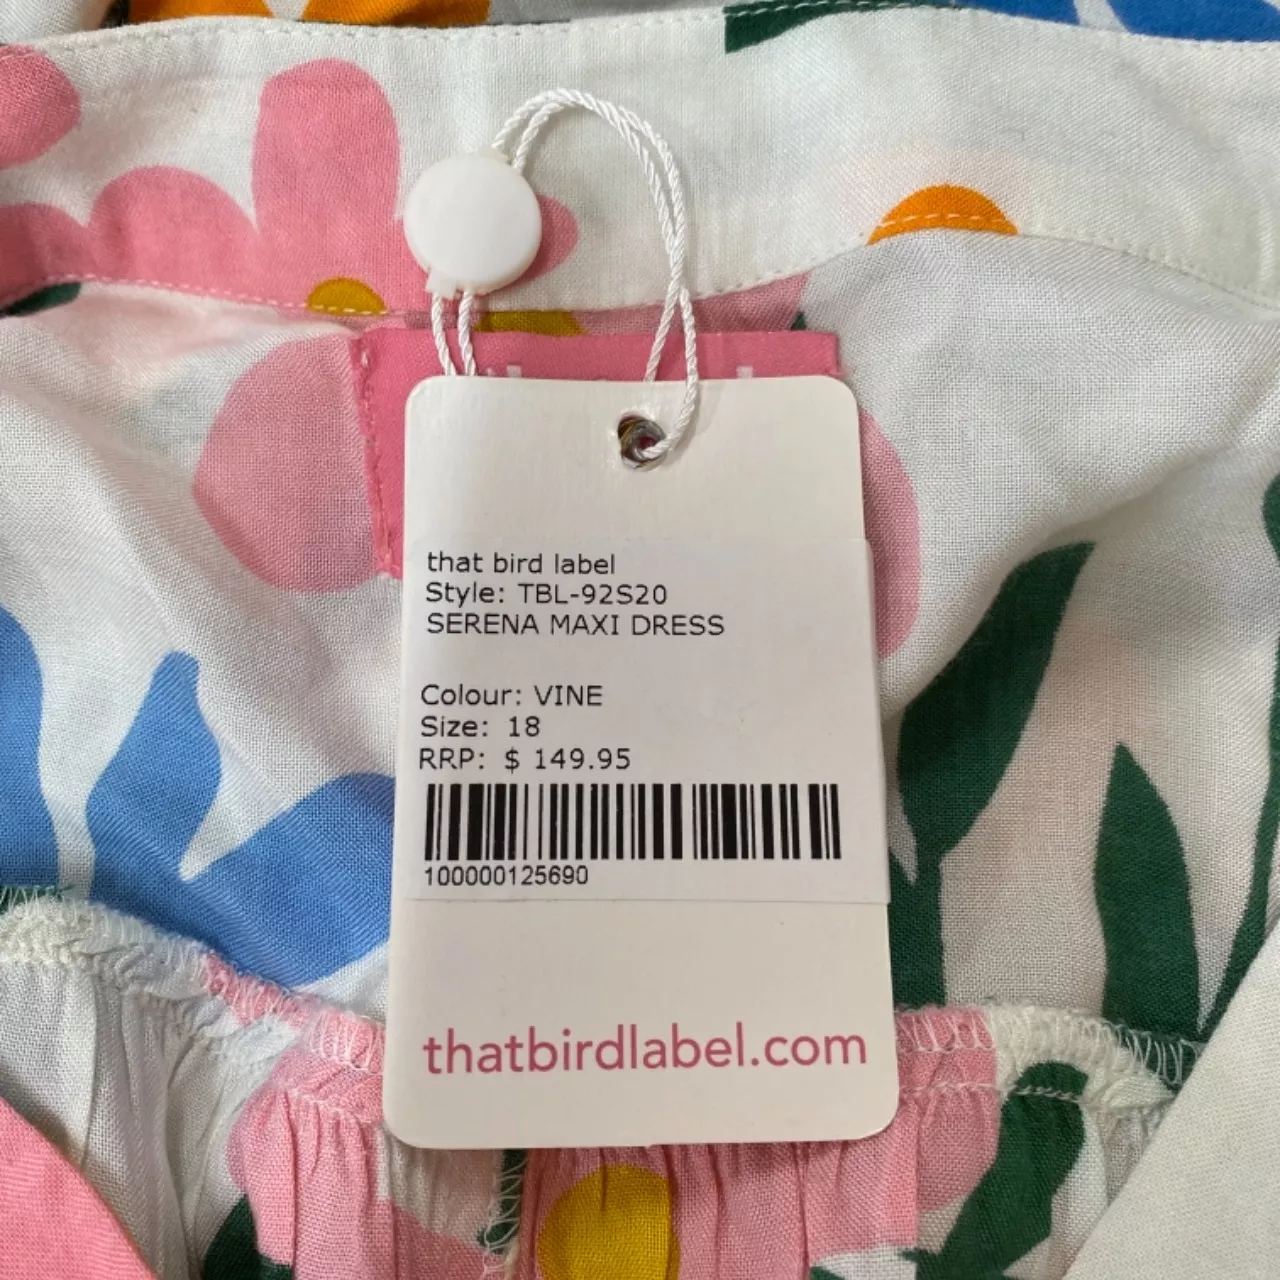 that bird label
Style: TBL-92S20
SERENA MAXI DRESS
Colour: VINE
Size: 18
RRP: $ 149.95
100000125690
thatbirdlabel.com